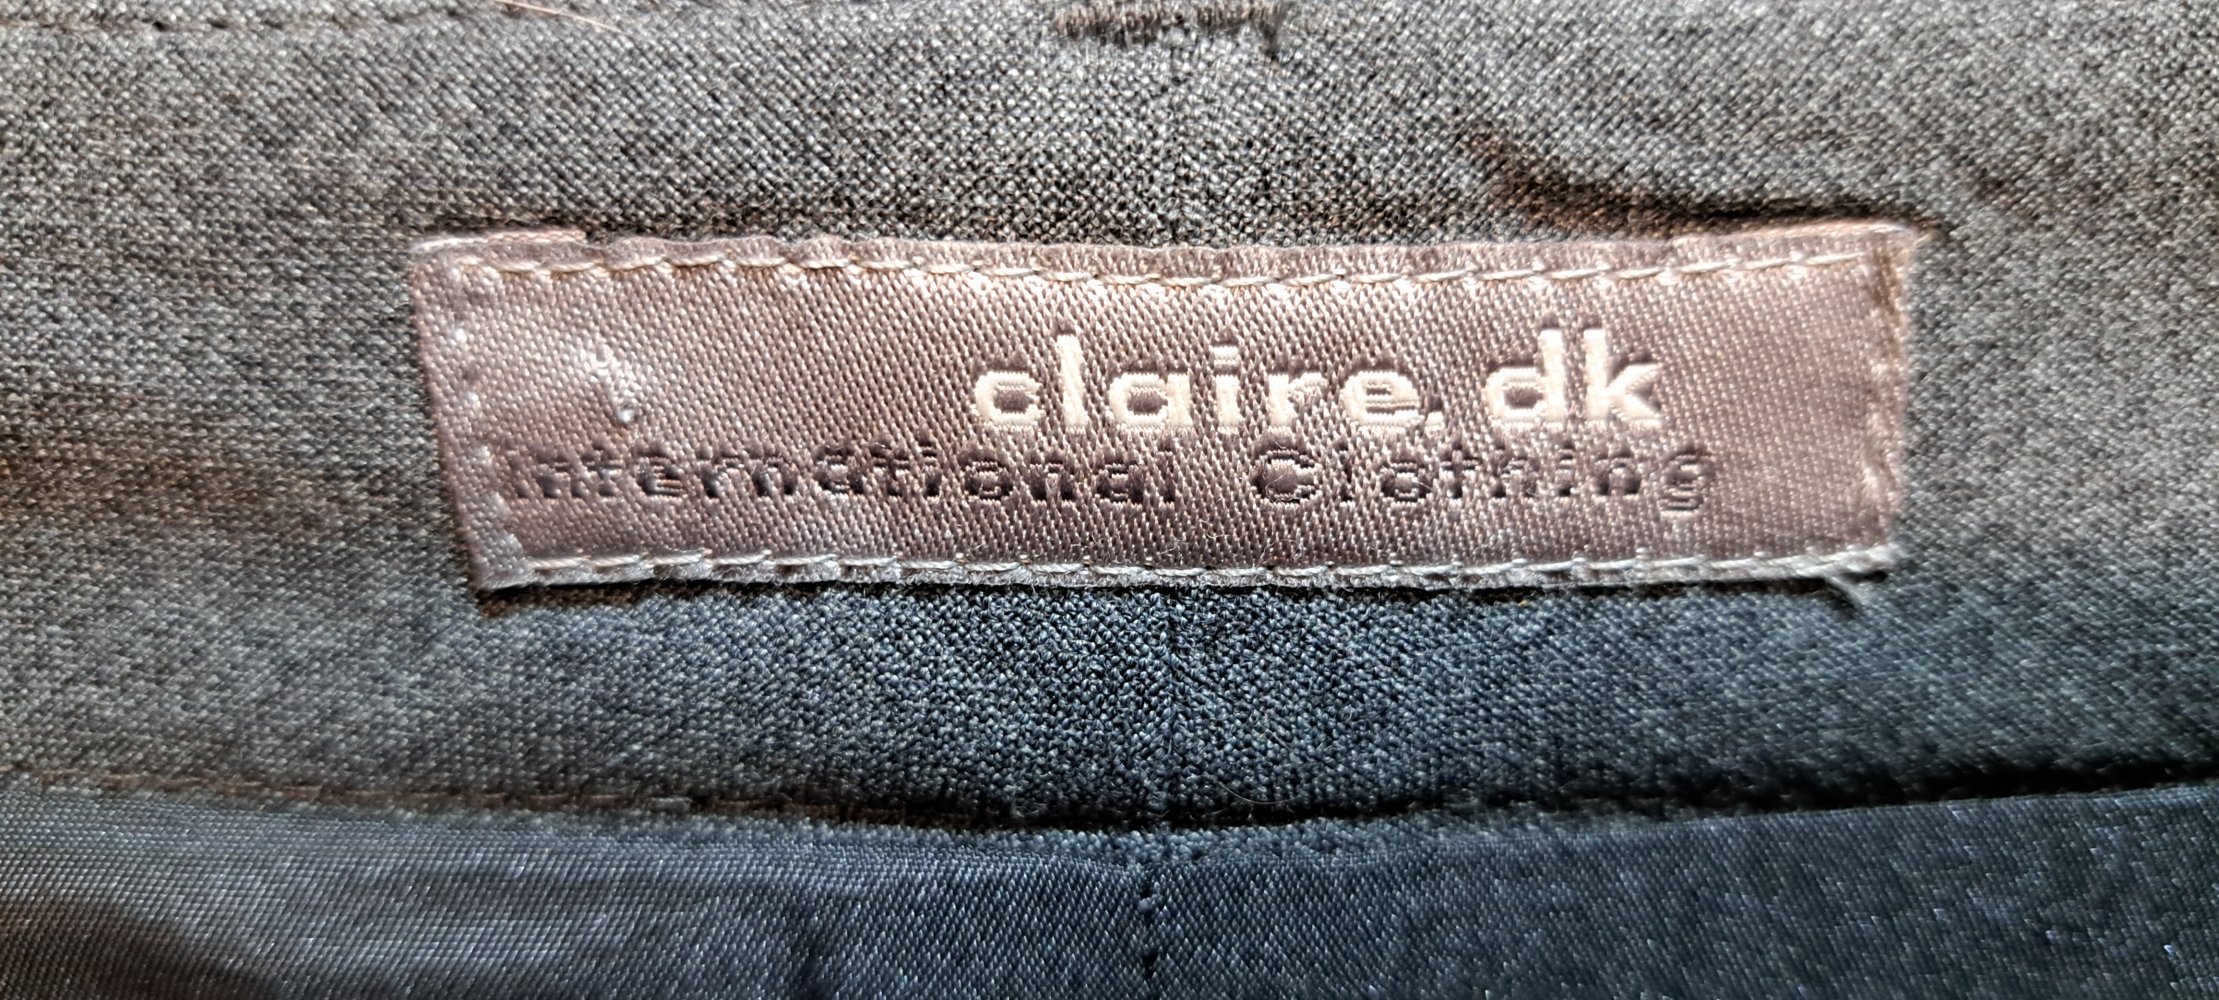 claire.dk
International Clothing